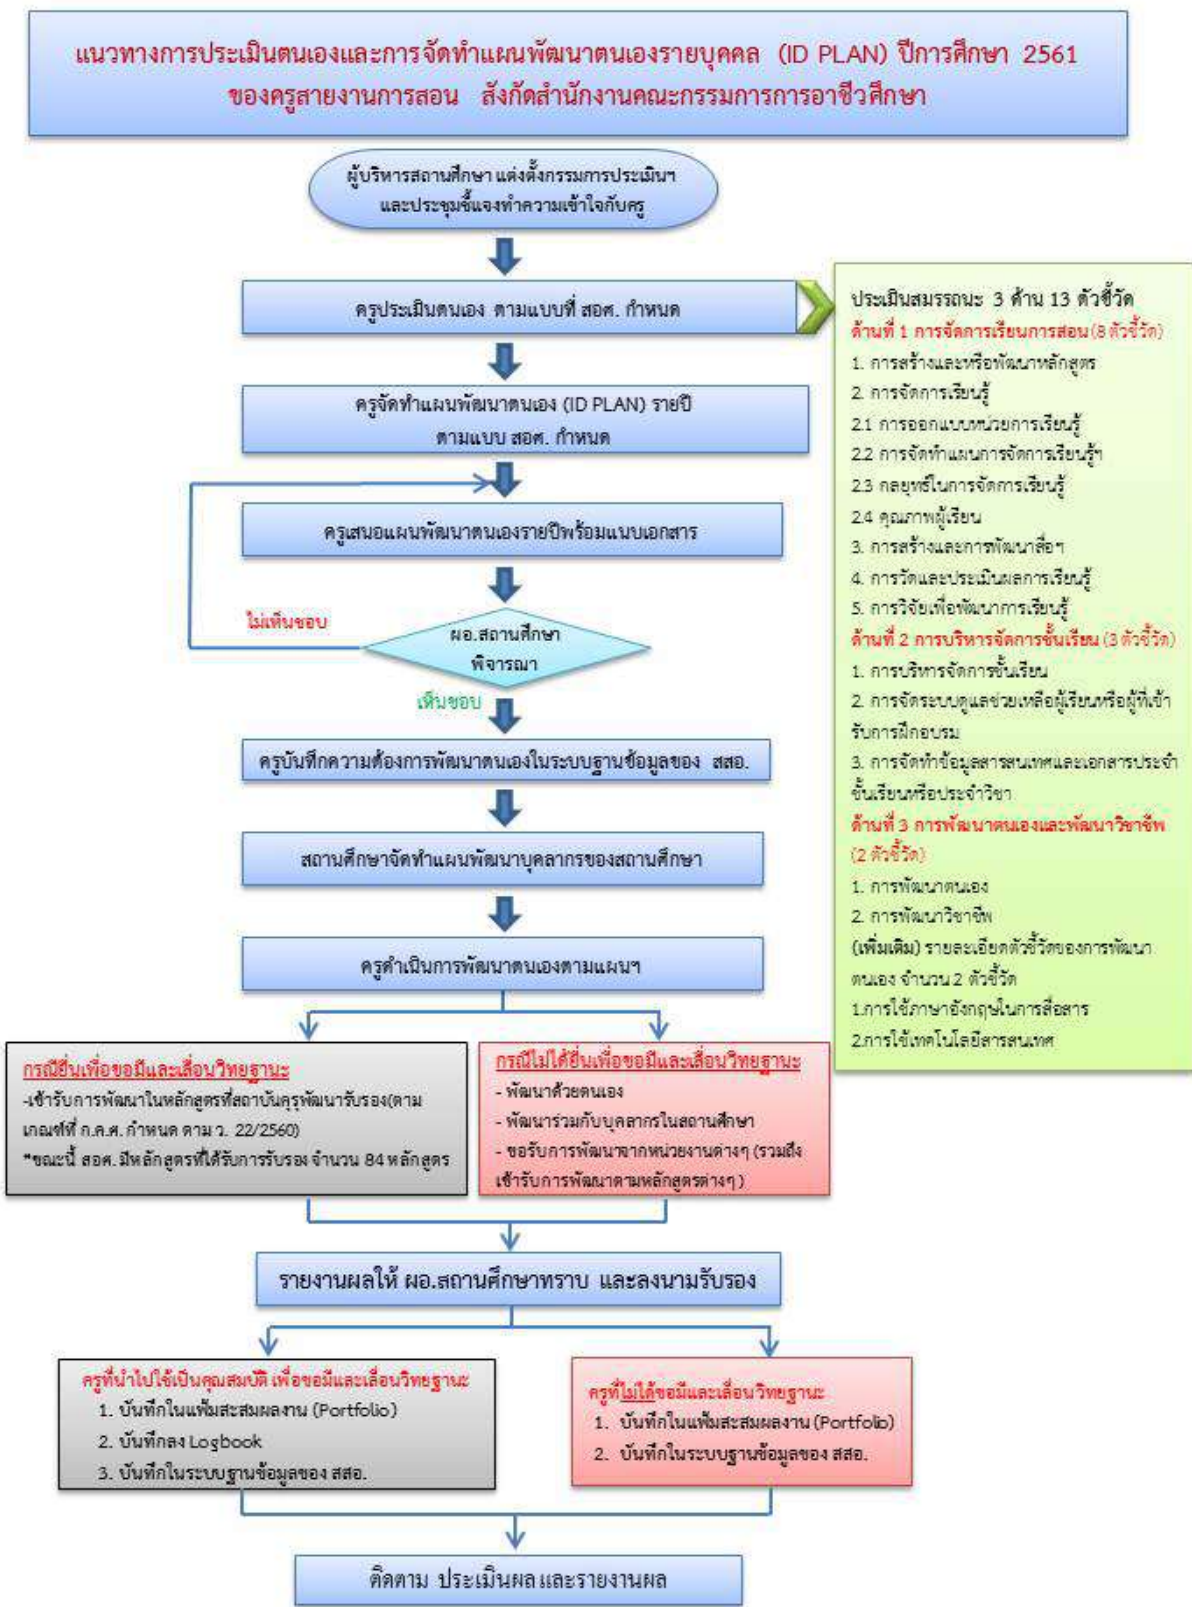 แนวทางการประเมินตนเองและการจัดทำแผนพัฒนาตนเองรายบุคคล (ID PLAN) ปีการศึกษา 2561
ของครูสายงานการสอน สังกัดสำนักงานคณะกรรมการการอาชีวศึกษา
ผู้บริหารสถานศึกษา แต่งตั้งกรรมการประเมินฯ
และประชุมชี้แจงทำความเข้าใจกับครู
ครูประเมินตนเอง ตามแบบที่ สอศ. กำหนด
ครูจัดทำแผนพัฒนาตนเอง (ID PLAN) รายปี
ตามแบบ สอศ. กำหนด
ครูเสนอแผนพัฒนาตนเองรายปีพร้อมแนบเอกสาร
ไม่เห็นชอบ
ผอ.สถานศึกษา
พิจารณา
เห็นชอบ
ครูบันทึกความต้องการพัฒนาตนเองในระบบฐานข้อมูลของ สสอ.
สถานศึกษาจัดทำแผนพัฒนาบุคลากรของสถานศึกษา
ครูดำเนินการพัฒนาตนเองตามแผนฯ
ประเมินสมรรถนะ 3 ด้าน 13 ตัวชี้วัด
ด้านที่ 1 การจัดการเรียนการสอน (8 ตัวชี้วัด)
1. การสร้างและหรือพัฒนาหลักสูตร
2. การจัดการเรียนรู้
2.1 การออกแบบหน่วยการเรียนรู้
2.2 การจัดทำแผนการจัดการเรียนรู้ฯ
2.3 กลยุทธ์ในการจัดการเรียนรู้
2.4 คุณภาพผู้เรียน
3. การสร้างและการพัฒนาสื่อฯ
4. การวัดและประเมินผลการเรียนรู้
5. การวิจัยเพื่อพัฒนาการเรียนรู้
ด้านที่ 2 การบริหารจัดการชั้นเรียน (3 ตัวชี้วัด)
1. การบริหารจัดการชั้นเรียน
2. การจัดระบบดูแลช่วยเหลือผู้เรียนหรือผู้ที่เข้า
รับการฝึกอบรม
3. การจัดทำข้อมูลสารสนเทศและเอกสารประจำ
ชั้นเรียนหรือประจำวิชา
ด้านที่ 3 การพัฒนาตนเองและพัฒนาวิชาชีพ
(2 ตัวชี้วัด)
1. การพัฒนาตนเอง
2. การพัฒนาวิชาชีพ
(เพิ่มเติม) รายละเอียดตัวชี้วัดของการพัฒนา
ตนเอง จำนวน 2 ตัวชี้วัด
1.การใช้ภาษาอังกฤษในการสื่อสาร
2.การใช้เทคโนโลยีสารสนเทศ
กรณียื่นเพื่อขอมีและเลื่อนวิทยฐานะ
-เข้ารับการพัฒนาในหลักสูตรที่สถาบันคุรุพัฒนารับรอง(ตาม
เกณฑ์ที่ ก.ค.ศ. กำหนด ตาม ว. 22/2560)
*ขณะนี้ สอศ. มีหลักสูตรที่ได้รับการรับรอง จำนวน 84 หลักสูตร
กรณีไม่ได้ยื่นเพื่อขอมีและเลื่อนวิทยฐานะ
- พัฒนาด้วยตนเอง
- พัฒนาร่วมกับบุคลากรในสถานศึกษา
- ขอรับการพัฒนาจากหน่วยงานต่างๆ (รวมถึง
เข้ารับการพัฒนาตามหลักสูตรต่างๆ )
รายงานผลให้ ผอ.สถานศึกษาทราบ และลงนามรับรอง
ครูที่นำไปใช้เป็นคุณสมบัติ เพื่อขอมีและเลื่อนวิทยฐานะ
1. บันทึกในแฟ้มสะสมผลงาน (Portfolio)
2. บันทึกลง Logbook
3. บันทึกในระบบฐานข้อมูลของ สสอ.
ครูที่ไม่ได้ขอมีและเลื่อนวิทยฐานะ
1. บันทึกในแฟ้มสะสมผลงาน (Portfolio)
2. บันทึกในระบบฐานข้อมูลของ สสอ.
ติดตาม ประเมินผล และรายงานผล